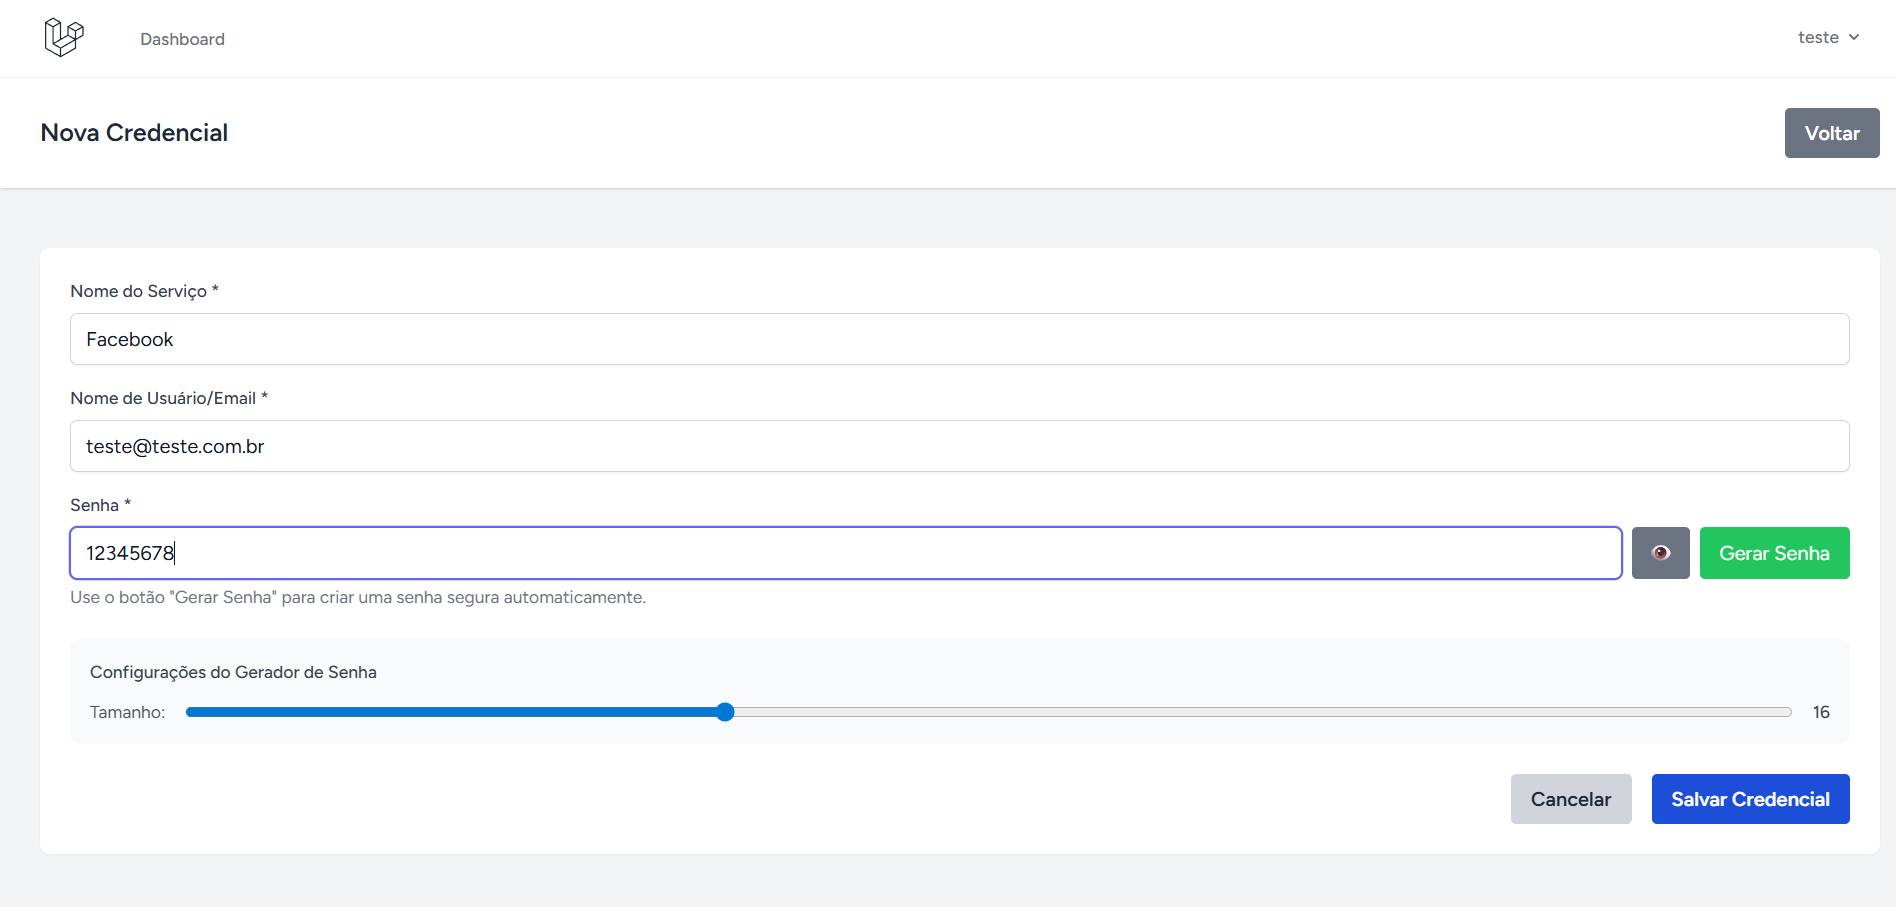 Dashboard
teste
Nova Credencial
Voltar
Nome do Serviço *
Facebook
Nome de Usuário/Email *
teste@teste.com.br
Senha *
12345678
Gerar Senha
Use o botão "Gerar Senha" para criar uma senha segura automaticamente.
Configurações do Gerador de Senha
Tamanho:
16
Cancelar
Salvar Credencial